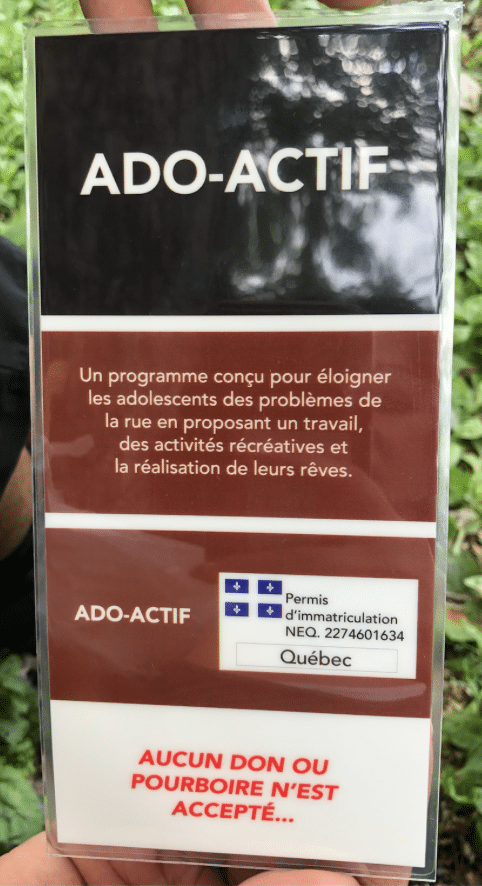 ADO-ACTIF
Un programme conçu pour éloigner
les adolescents des problèmes de
la rue en proposant un travail,
des activités récréatives et
la réalisation de leurs rêves.
ADO-ACTIF
Permis
d'immatriculation
NEQ. 2274601634
Québec
AUCUN DON OU
POURBOIRE N'EST
ACCEPTÉ...